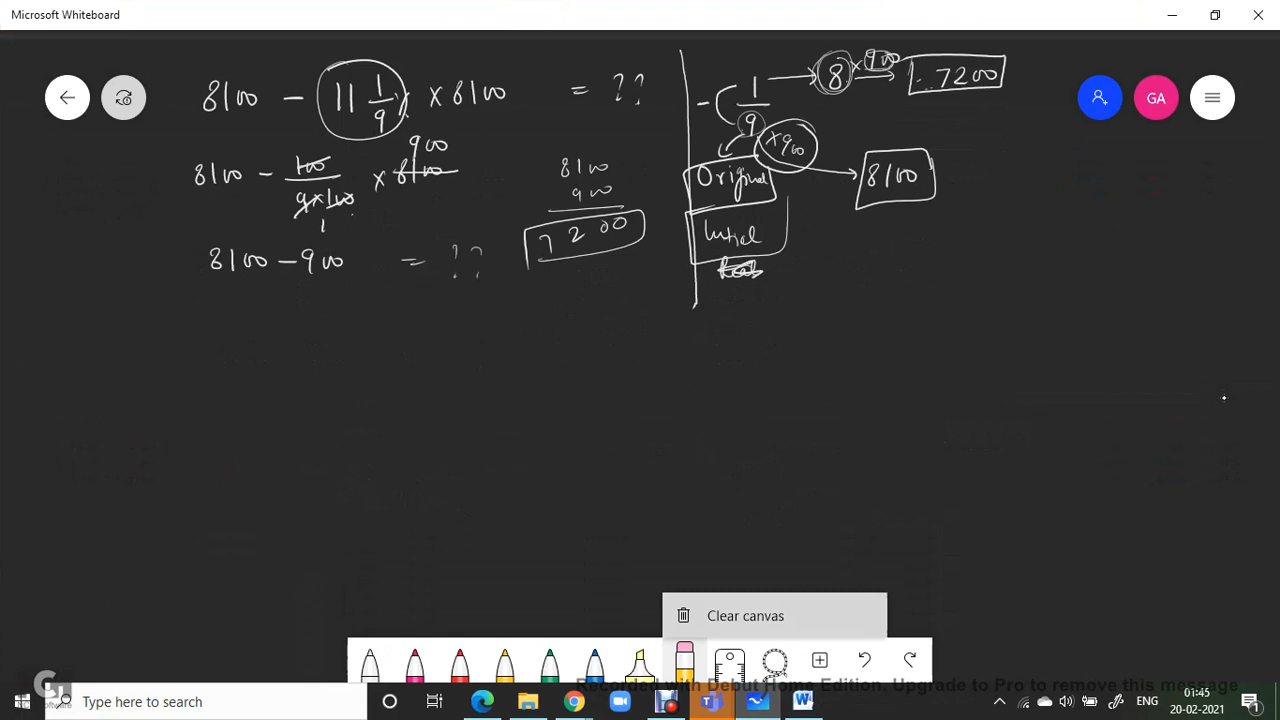 Microsoft Whiteboard
8100 - 11 1/9 % × 8100 = ??
8100 - 100/9×100 × 8100
900
1
8100 - 900 = ??
8100
900
7200
- 1/9 → 8 ×900 → 7200
×900 → 8100
Original
Initial
GA
Clear canvas
Recorded with Debut Home Edition. Upgrade to Pro to remove this message
Type here to search
ENG
01:45
20-02-2021